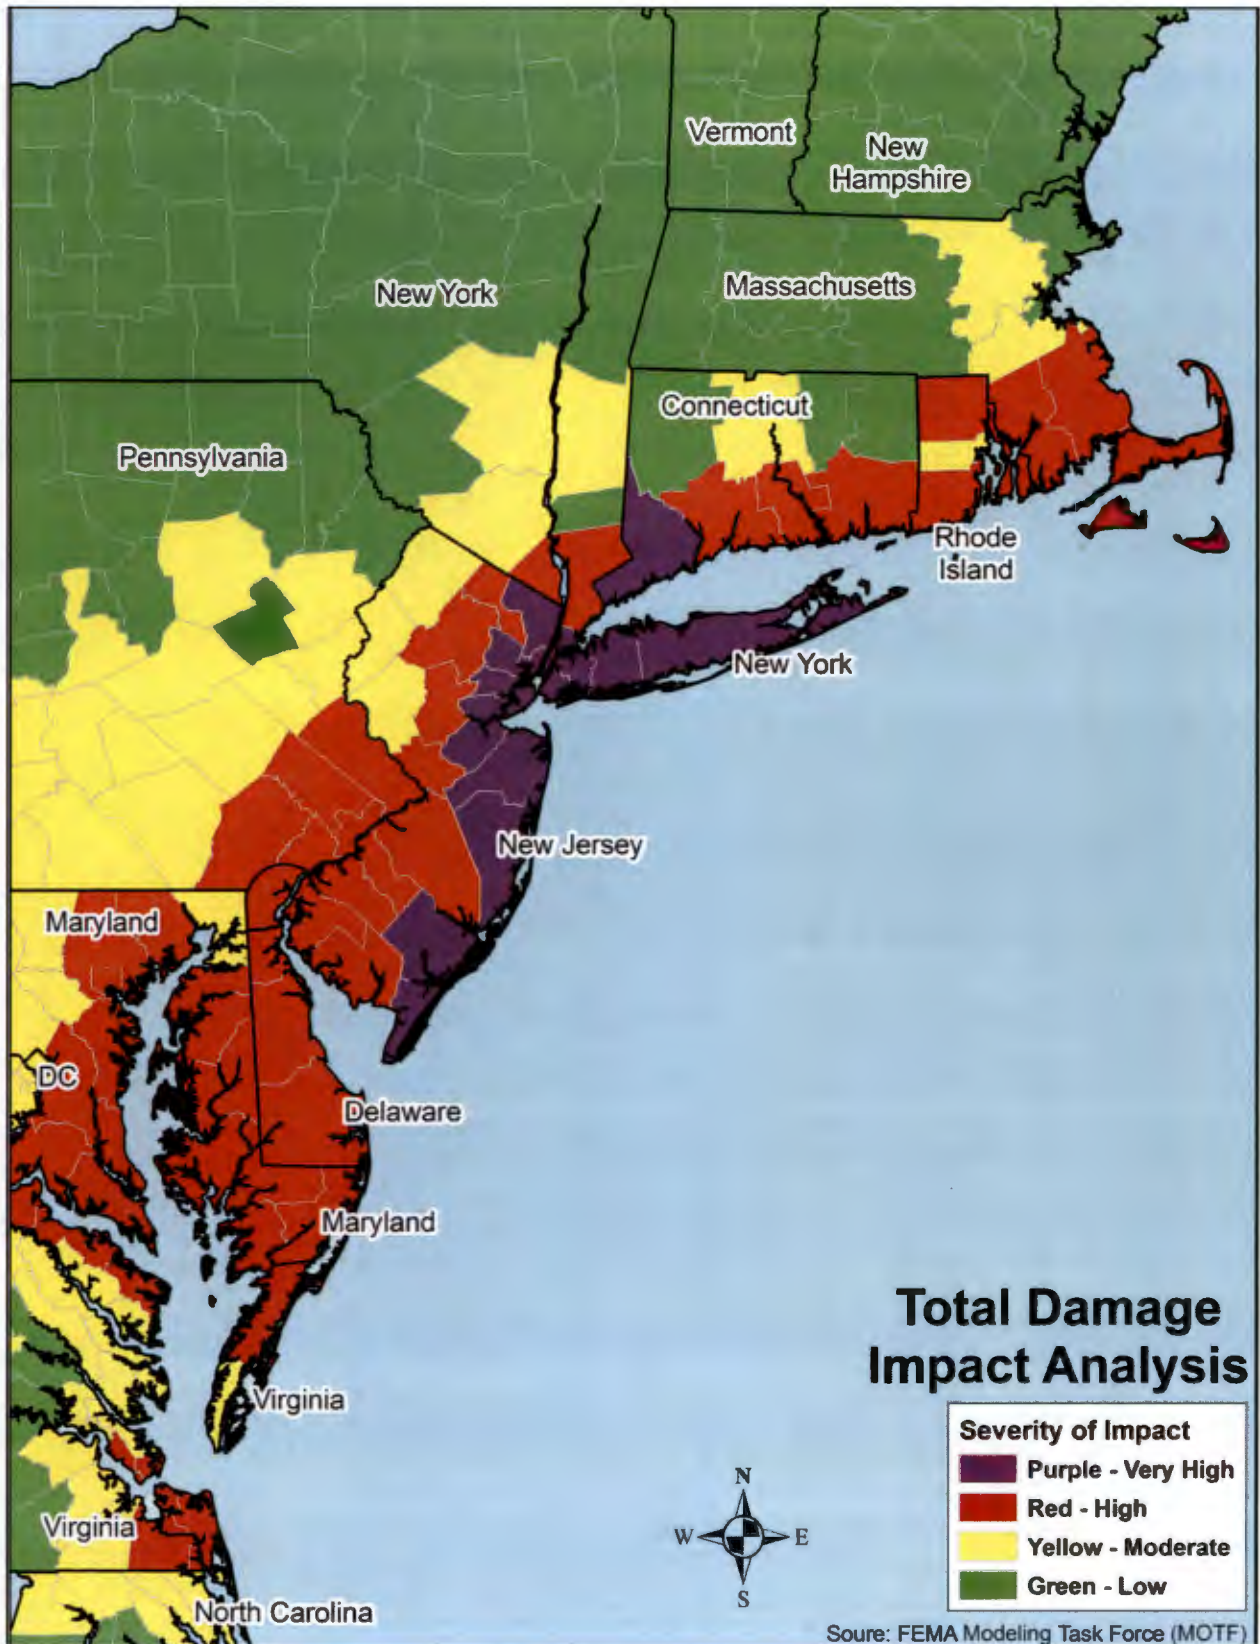 Vermont
New
Hampshire
New York
Massachusetts
Connecticut
Pennsylvania
Rhode
Island
New York
New Jersey
Maryland
DC
Delaware
Maryland
Virginia
Virginia
North Carolina
Total Damage
Impact Analysis
Severity of Impact
Purple - Very High
Red - High
Yellow - Moderate
Green - Low
N
W E
S
Soure: FEMA Modeling Task Force (MOTF)